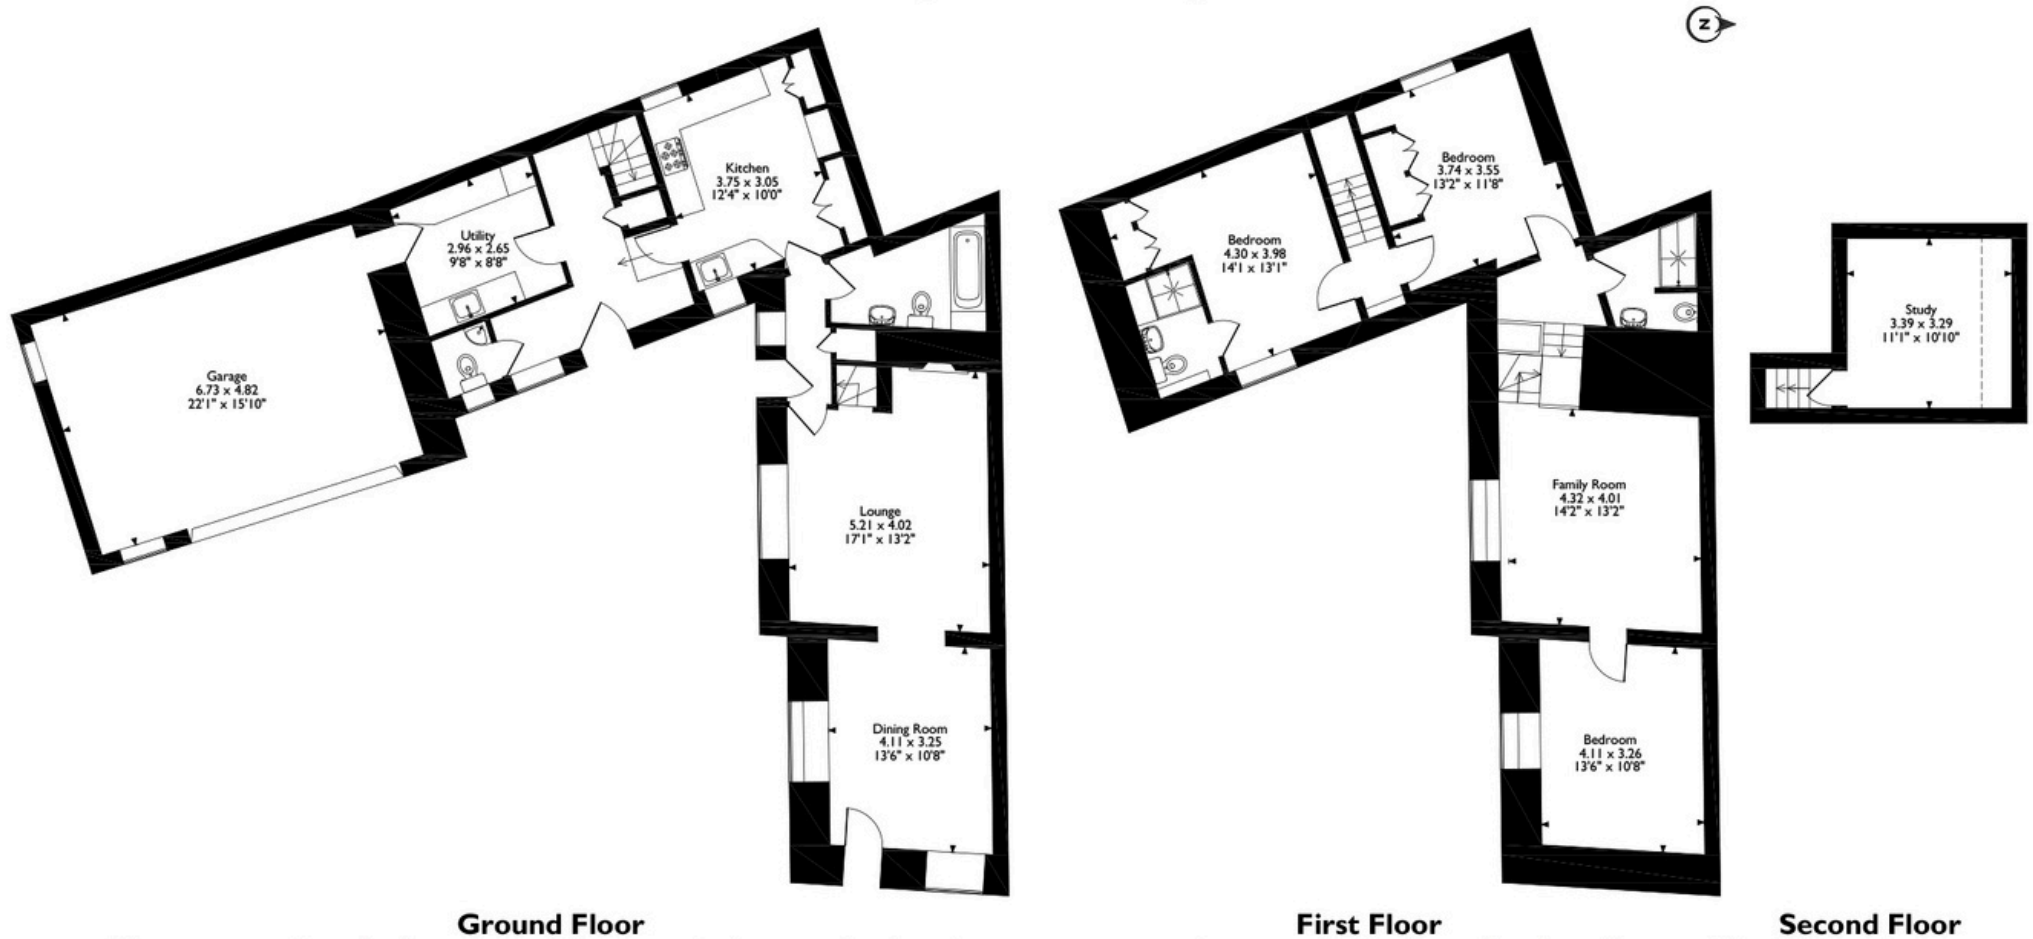 Z
Kitchen
3.75 x 3.05
12'4" x 10'0"
Utility
2.96 x 2.65
9'8" x 8'8"
Garage
6.73 x 4.82
22'1" x 15'10"
Lounge
5.21 x 4.02
17'1" x 13'2"
Dining Room
4.11 x 3.25
13'6" x 10'8"
Ground Floor
Bedroom
3.74 x 3.55
13'2" x 11'8"
Bedroom
4.30 x 3.98
14'1 x 13'1"
Family Room
4.32 x 4.01
14'2" x 13'2"
Bedroom
4.11 x 3.26
13'6" x 10'8"
First Floor
Study
3.39 x 3.29
11'1" x 10'10"
Second Floor